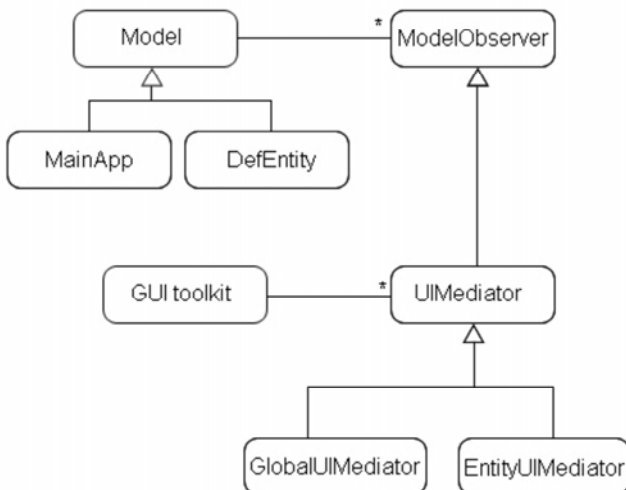 Model
*
ModelObserver
MainApp
DefEntity
GUI toolkit
*
UIMediator
GlobalUIMediator
EntityUIMediator